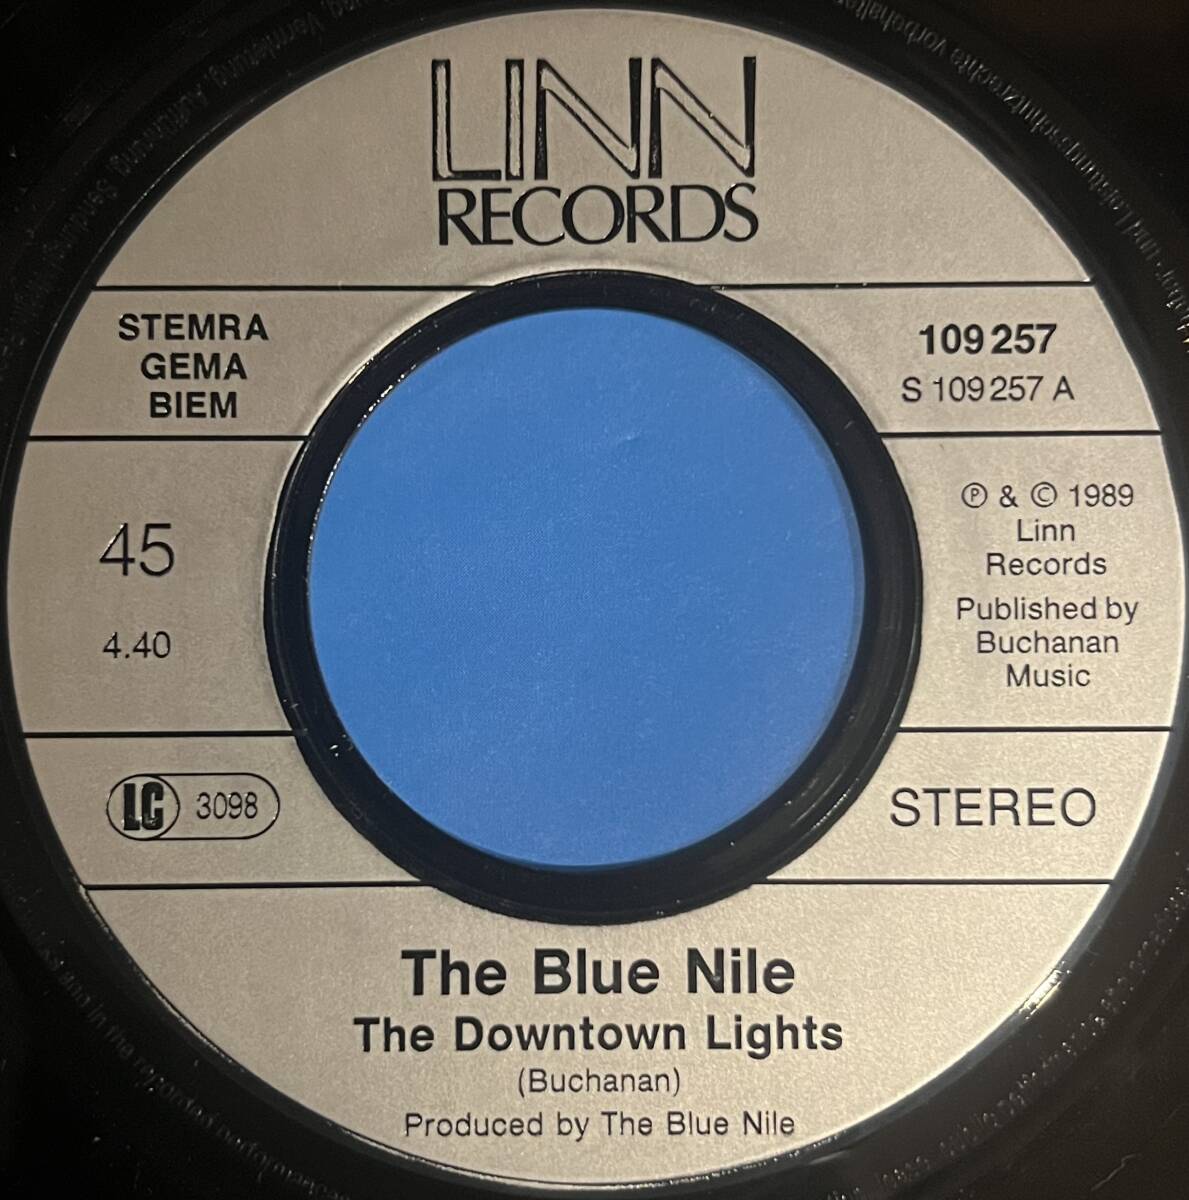 LINN
RECORDS
STEMRA
GEMA
BIEM
109 257
S 109 257 A
45
4.40
Ⓟ & © 1989
Linn
Records
Published by
Buchanan
Music
LC 3098
STEREO
The Blue Nile
The Downtown Lights
(Buchanan)
Produced by The Blue Nile